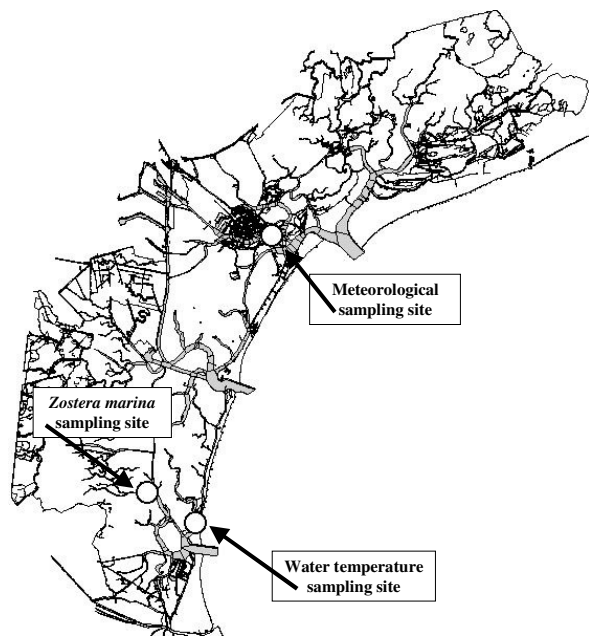 Meteorological
sampling site
Zostera marina
sampling site
Water temperature
sampling site